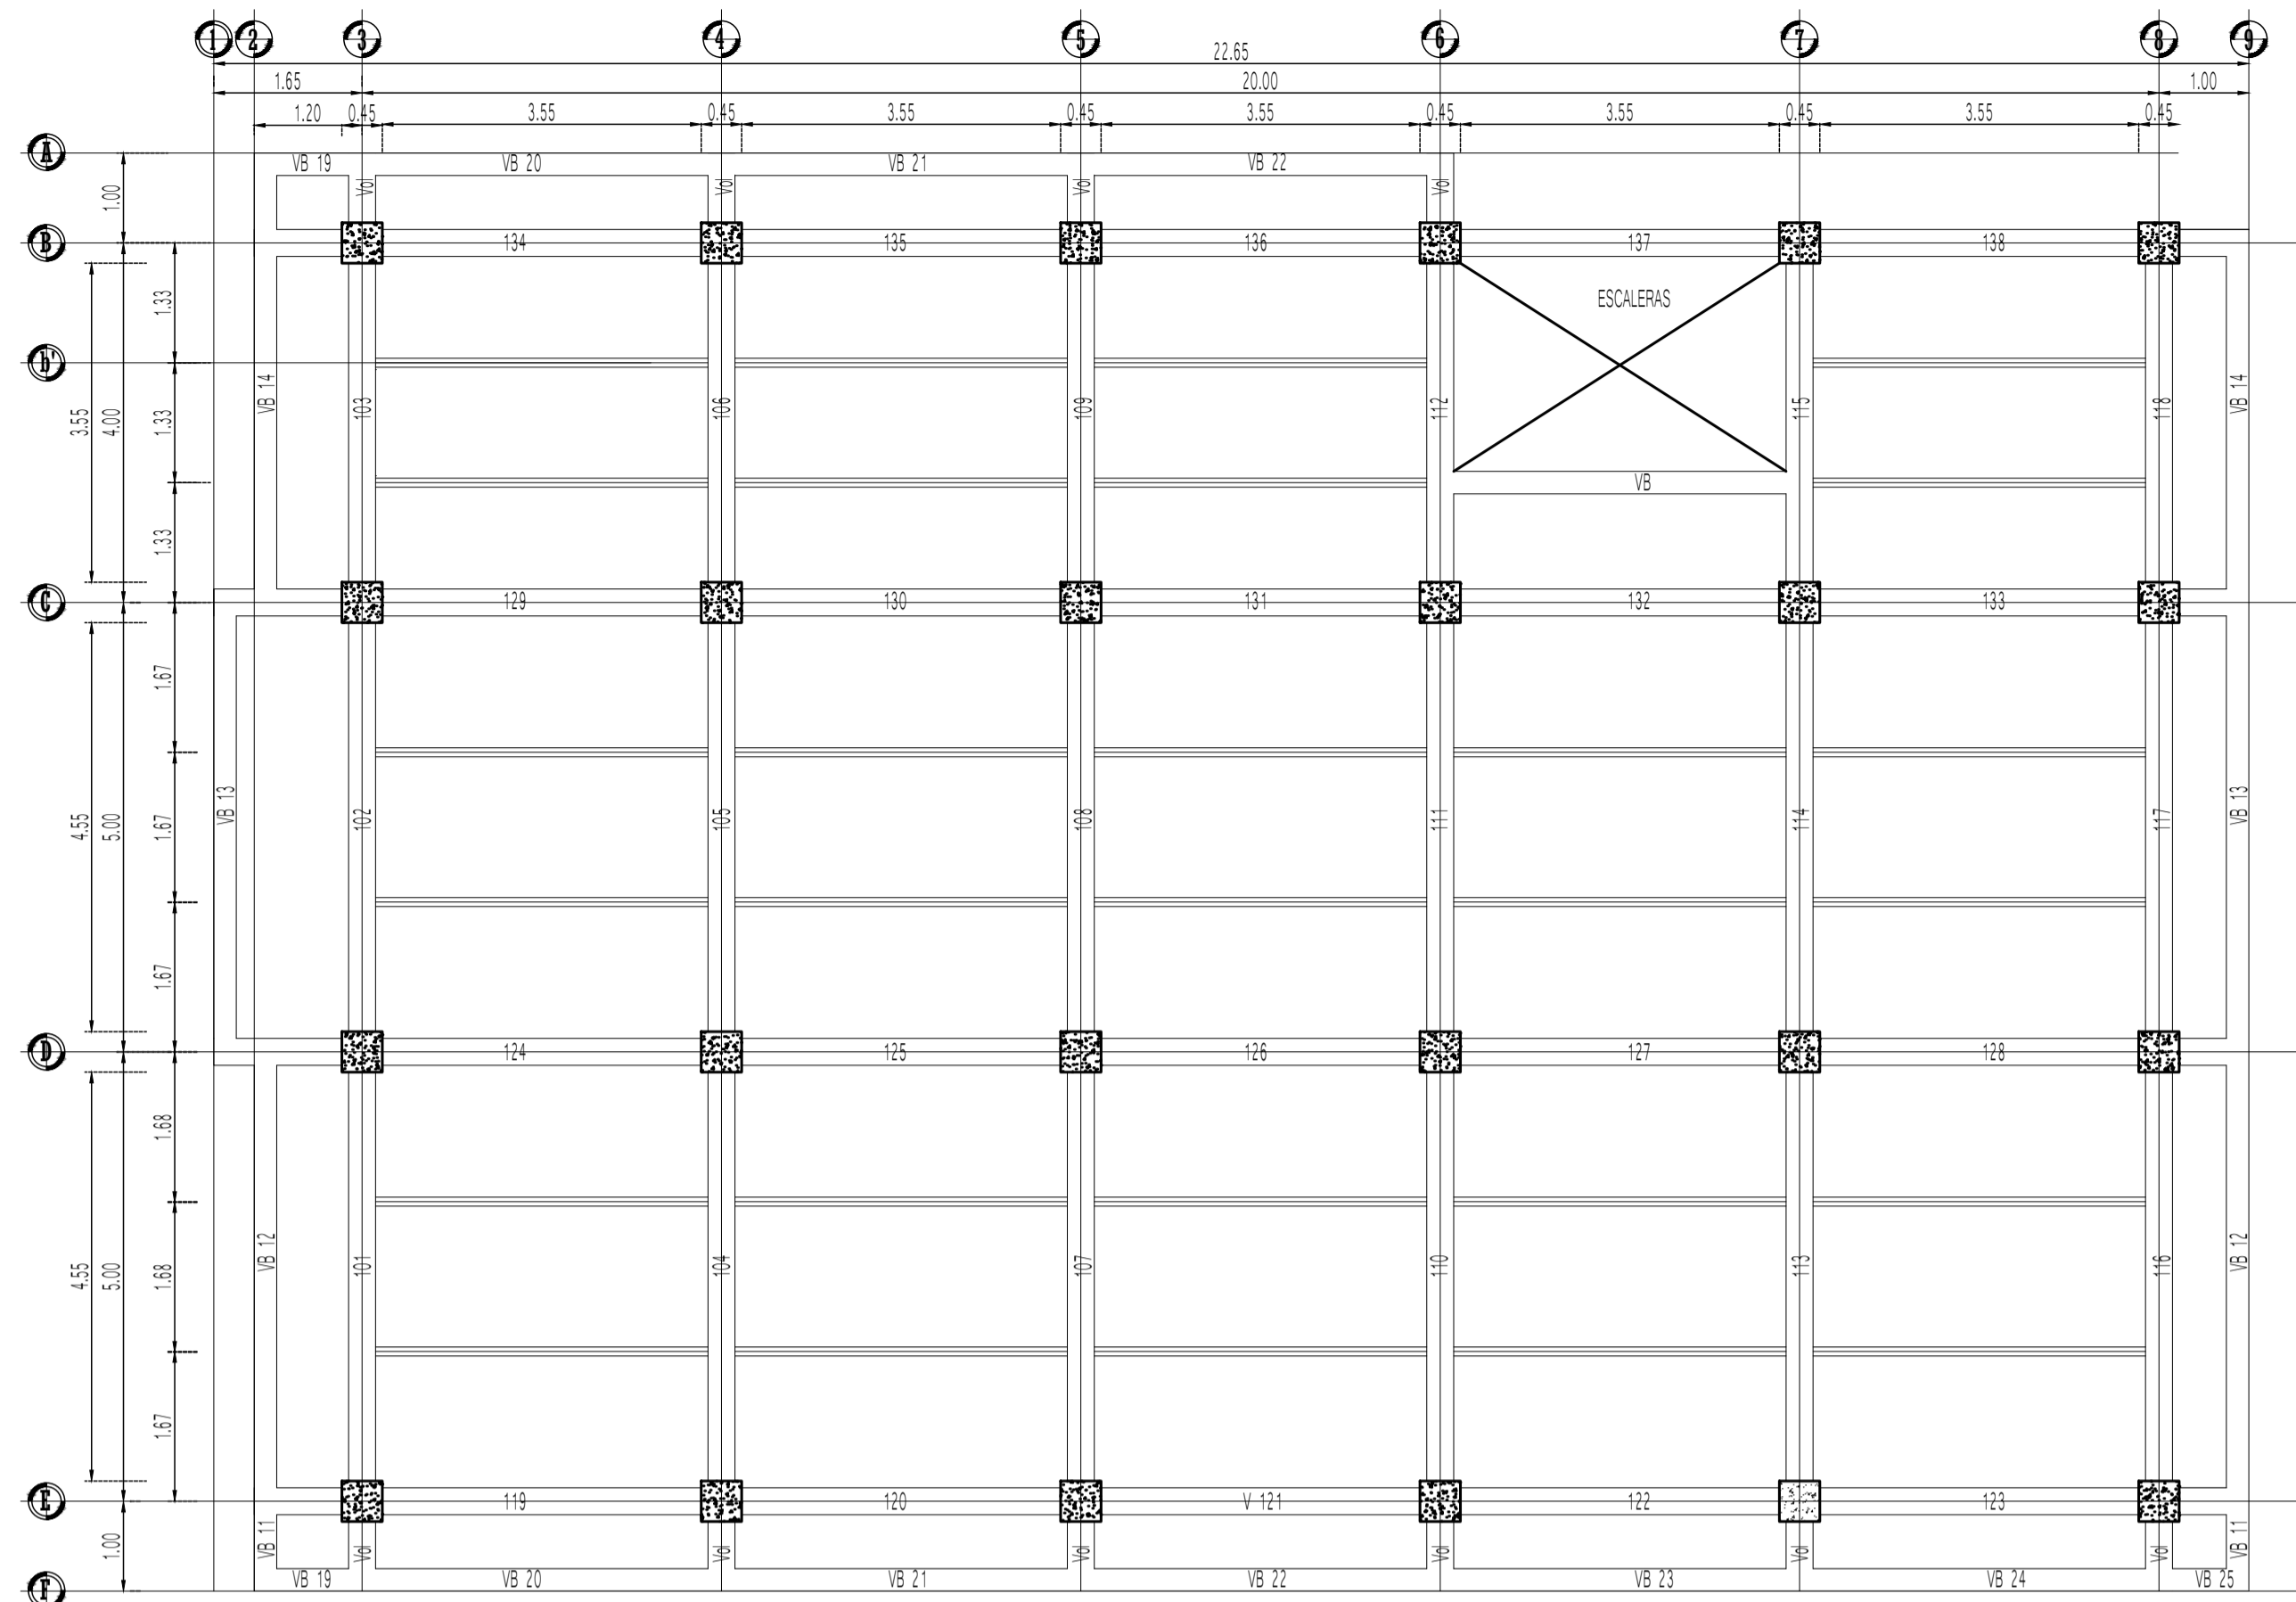 1 2 3 4 5 6 7 8 9
22.65
1.65 20.00 1.00
1.20 0.45 3.55 0.45 3.55 0.45 3.55 0.45 3.55 0.45 3.55 0.45
A
VB 19 VB 20 VB 21 VB 22
1.00
Vol Vol Vol Vol
B
134 135 136 137 138
1.33
ESCALERAS
b'
3.55 4.00 1.33 VB 14 103 106 109 112 115 118 VB 14
VB
1.33
C
129 130 131 132 133
1.67
4.55 5.00 1.67 VB 13 102 105 108 111 114 117 VB 13
1.67
D
124 125 126 127 128
1.68
4.55 5.00 1.68 VB 12 101 104 107 110 113 116 VB 12
1.67
E
119 120 V 121 122 123
1.00 VB 11 Vol Vol Vol Vol Vol Vol VB 11
F
VB 19 VB 20 VB 21 VB 22 VB 23 VB 24 VB 25